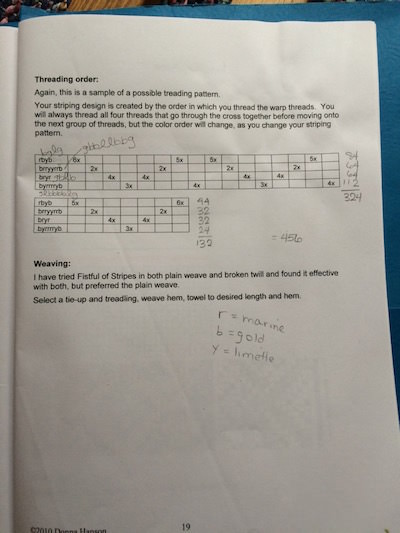 Threading order:
Again, this is a sample of a possible treading pattern.
Your striping design is created by the order in which you thread the warp threads. You
will always thread all four threads that go through the cross together before moving onto
the next group of threads, but the color order will change, as you change your striping
pattern.
rbyb 6x 5x 5x 5x 84
brryyrrb 2x 2x 2x 2x 64
bryr 4x 4x 4x 4x 64
byrrrryb 3x 4x 3x 4x 112
324
rbyb 5x 6x 44
brryyrrb 2x 2x 32
bryr 4x 4x 32
byrrrryb 3x 24
132
= 456
Weaving:
I have tried Fistful of Stripes in both plain weave and broken twill and found it effective
with both, but preferred the plain weave.
Select a tie-up and treadling, weave hem, towel to desired length and hem.
r = marine
b = gold
y = limette
©2010 Donna Hanson
19